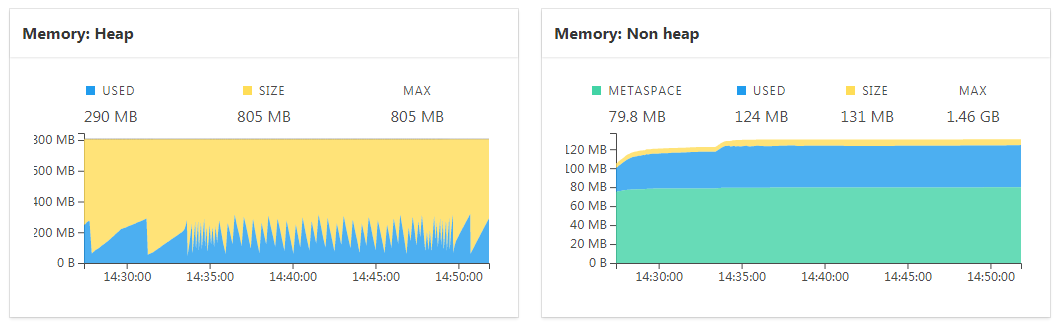 Memory: Heap
USED SIZE MAX
290 MB 805 MB 805 MB
800 MB
600 MB
400 MB
200 MB
0 B
14:30:00 14:35:00 14:40:00 14:45:00 14:50:00
Memory: Non heap
METASPACE USED SIZE MAX
79.8 MB 124 MB 131 MB 1.46 GB
120 MB
100 MB
80 MB
60 MB
40 MB
20 MB
0 B
14:30:00 14:35:00 14:40:00 14:45:00 14:50:00